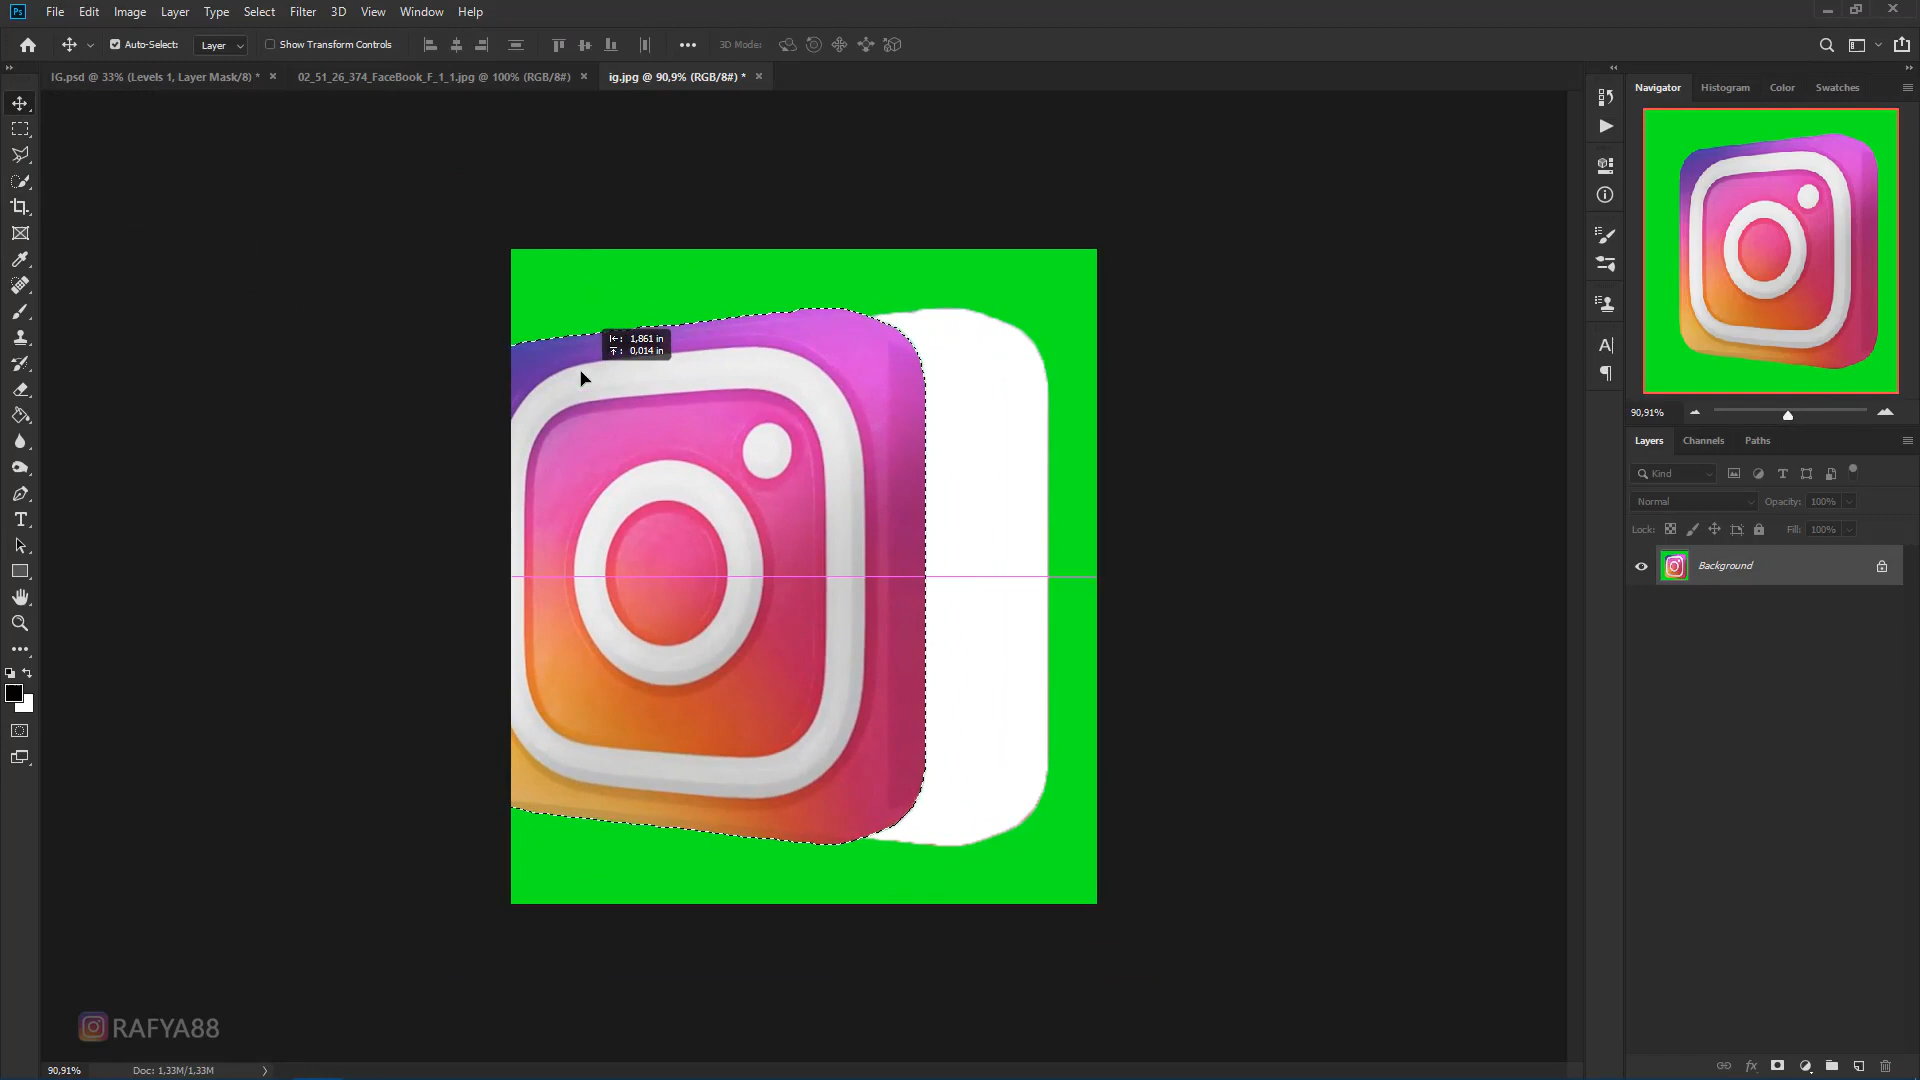 Ps File Edit Image Layer Type Select Filter 3D View Window Help
Auto-Select: Layer Show Transform Controls 3D Mode:
IG.psd @ 33% (Levels 1, Layer Mask/8) * × 02_51_26_374_FaceBook_F_1_1.jpg @ 100% (RGB/8#) × ig.jpg @ 90,9% (RGB/8#) * ×
Navigator Histogram Color Swatches
1,861 in
0,014 in
90,91%
Layers Channels Paths
Kind
Normal Opacity: 100%
Lock: Fill: 100%
Background
RAFYA88
90,91% Doc: 1,33M/1,33M